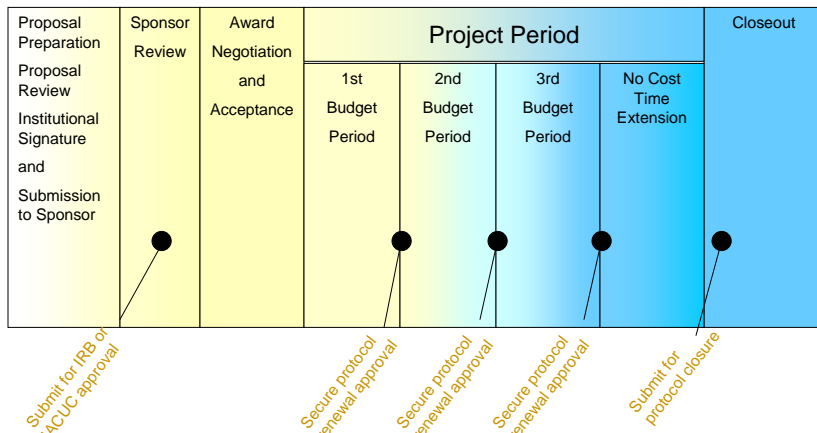 Proposal
Preparation
Proposal
Review
Institutional
Signature
and
Submission
to Sponsor
Sponsor
Review
Award
Negotiation
and
Acceptance
Project Period
1st
Budget
Period
2nd
Budget
Period
3rd
Budget
Period
No Cost
Time
Extension
Closeout
Submit for IRB or
ACUC approval
Secure protocol
renewal approval
Secure protocol
renewal approval
Secure protocol
renewal approval
Submit for
protocol closure